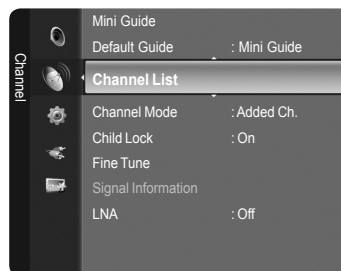 Channel
Mini Guide
Default Guide : Mini Guide
Channel List
Channel Mode : Added Ch.
Child Lock : On
Fine Tune
Signal Information
LNA : Off